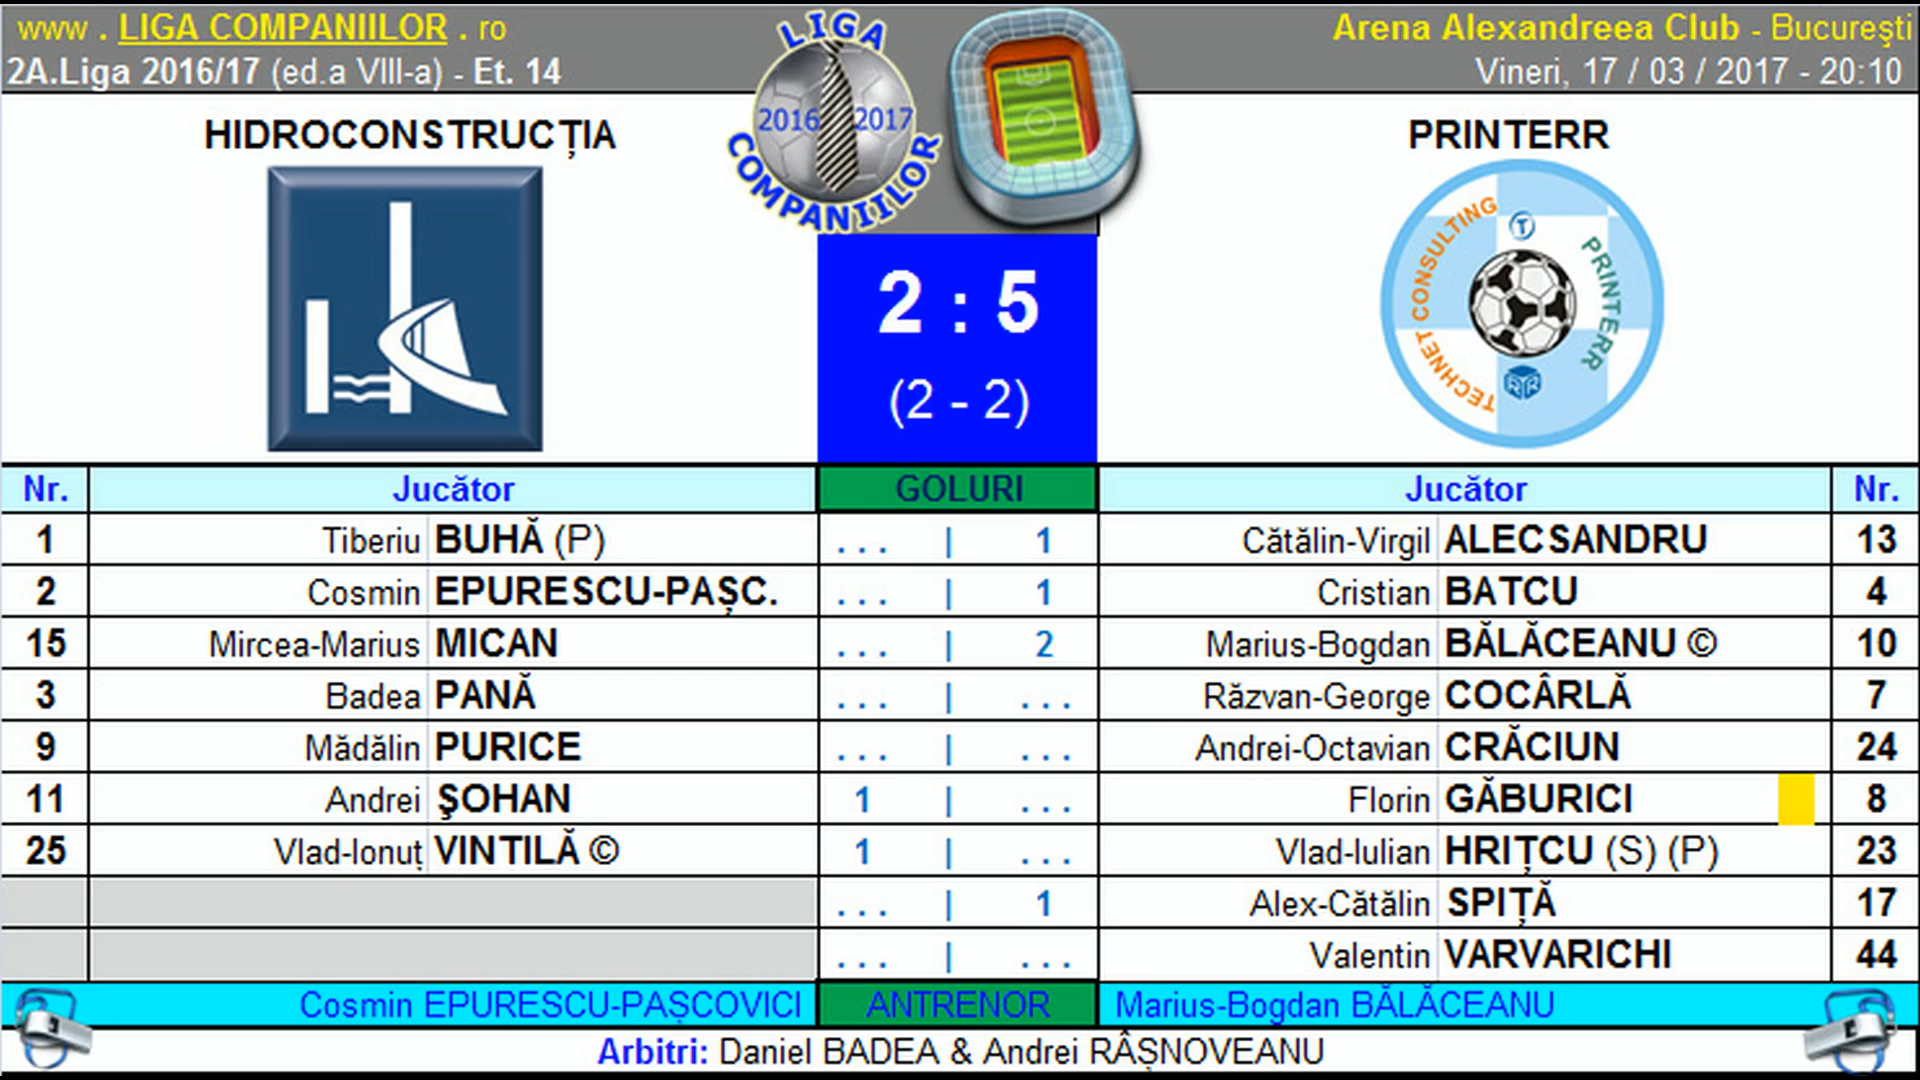 www . LIGA COMPANIILOR . ro
Arena Alexandreea Club - Bucureşti
2A.Liga 2016/17 (ed.a VIII-a) - Et. 14
Vineri, 17 / 03 / 2017 - 20:10
LIGA
2016 2017
COMPANIILOR
HIDROCONSTRUCȚIA
PRINTERR
TECHNET CONSULTING
PRINTERR
T
RTR
2 : 5
(2 - 2)
Nr. Jucător GOLURI Jucător Nr.
1 Tiberiu BUHĂ (P) ... | 1 Cătălin-Virgil ALECSANDRU 13
2 Cosmin EPURESCU-PAȘC. ... | 1 Cristian BATCU 4
15 Mircea-Marius MICAN ... | 2 Marius-Bogdan BĂLĂCEANU © 10
3 Badea PANĂ ... | ... Răzvan-George COCÂRLĂ 7
9 Mădălin PURICE ... | ... Andrei-Octavian CRĂCIUN 24
11 Andrei ŞOHAN 1 | ... Florin GĂBURICI 8
25 Vlad-Ionuț VINTILĂ © 1 | ... Vlad-Iulian HRIȚCU (S) (P) 23
... | 1 Alex-Cătălin SPIȚĂ 17
... | ... Valentin VARVARICHI 44
Cosmin EPURESCU-PAȘCOVICI ANTRENOR Marius-Bogdan BĂLĂCEANU
Arbitri: Daniel BADEA & Andrei RÂȘNOVEANU